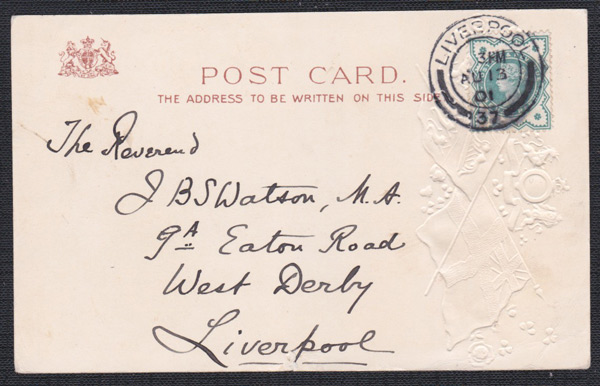 LIVERPOOL
3 PM
AU 13
01
37
POST CARD.
THE ADDRESS TO BE WRITTEN ON THIS SIDE
The Reverend
J B S Watson, M.A.
9A Eaton Road
West Derby
Liverpool